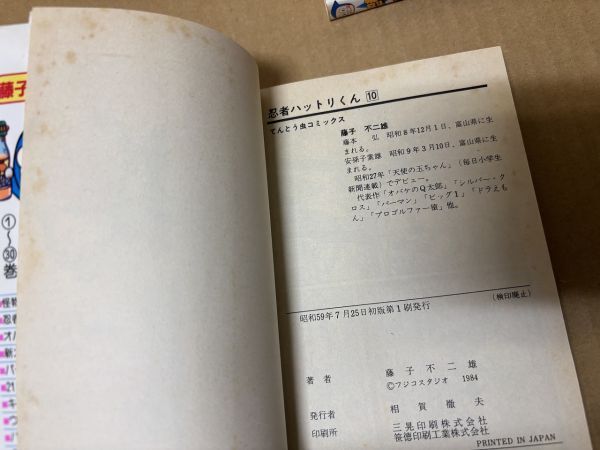 忍者ハットリくん 10
てんとう虫コミックス
藤子 不二雄
藤本 弘 昭和8年12月1日、富山県に生
まれる。
安孫子素雄 昭和9年3月10日、富山県に生
まれる。
昭和27年「天使の玉ちゃん」(毎日小学生
新聞連載)でデビュー。
代表作「オバケのQ太郎」「シルバー・ク
ロス」「パーマン」「ビッグ1」「ドラえも
ん」「プロゴルファー猿」他。
昭和59年7月25日初版第1刷発行
(検印廃止)
著者 藤子不二雄
©フジコスタジオ 1984
発行者 相賀徹夫
印刷所 三晃印刷株式会社
笹徳印刷工業株式会社
PRINTED IN JAPAN
藤子
①
〜
㉚
巻